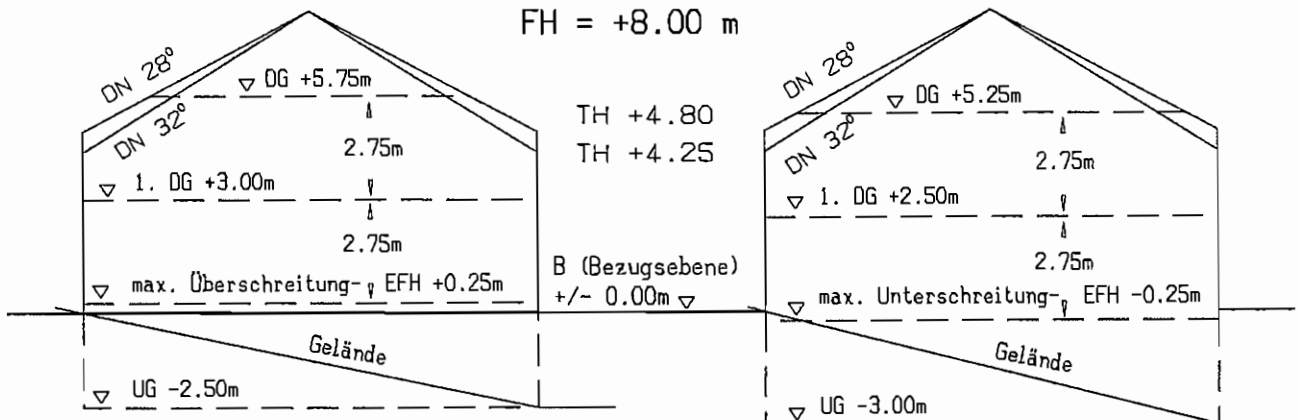 FH = +8.00 m
DN 28°
DN 32°
DG +5.75m
2.75m
1. DG +3.00m
2.75m
max. Überschreitung- EFH +0.25m
Gelände
UG -2.50m
TH +4.80
TH +4.25
B (Bezugsebene)
+/- 0.00m
DN 28°
DN 32°
DG +5.25m
2.75m
1. DG +2.50m
2.75m
max. Unterschreitung- EFH -0.25m
Gelände
UG -3.00m